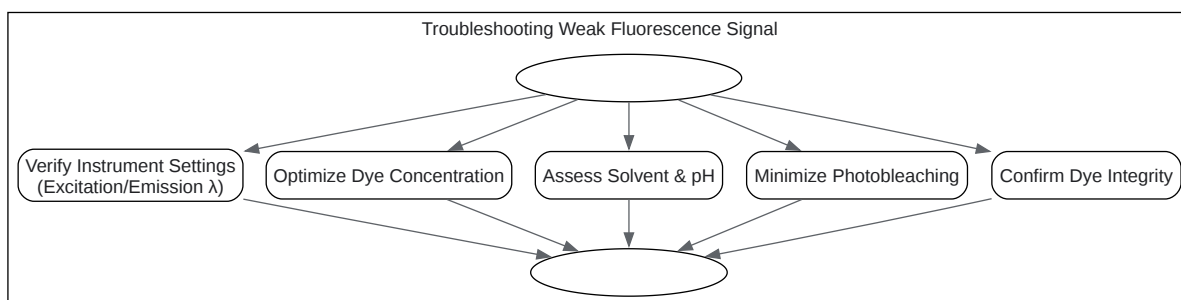 Troubleshooting Weak Fluorescence Signal
Verify Instrument Settings
(Excitation/Emission λ)
Optimize Dye Concentration
Assess Solvent & pH
Minimize Photobleaching
Confirm Dye Integrity